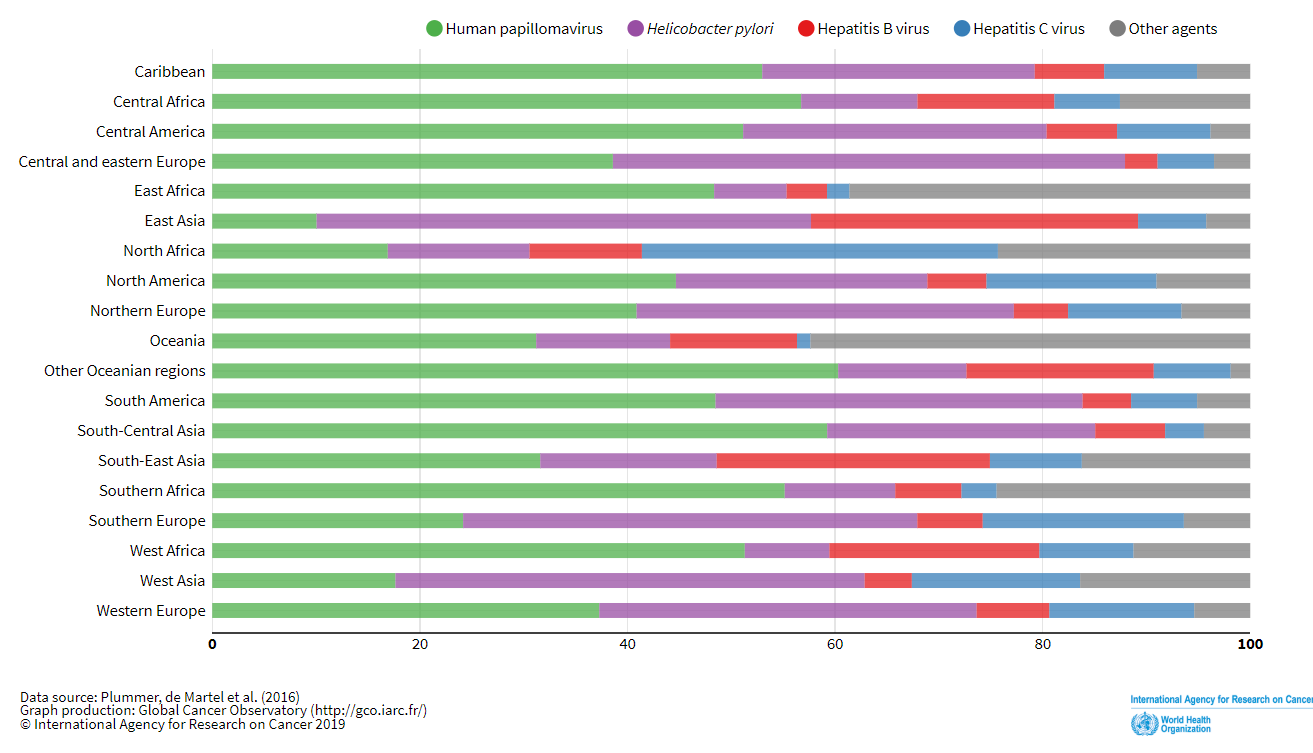 Human papillomavirus Helicobacter pylori Hepatitis B virus Hepatitis C virus Other agents
Caribbean
Central Africa
Central America
Central and eastern Europe
East Africa
East Asia
North Africa
North America
Northern Europe
Oceania
Other Oceanian regions
South America
South-Central Asia
South-East Asia
Southern Africa
Southern Europe
West Africa
West Asia
Western Europe
0 20 40 60 80 100
Data source: Plummer, de Martel et al. (2016)
Graph production: Global Cancer Observatory (http://gco.iarc.fr/)
© International Agency for Research on Cancer 2019
International Agency for Research on Cancer
World Health
Organization